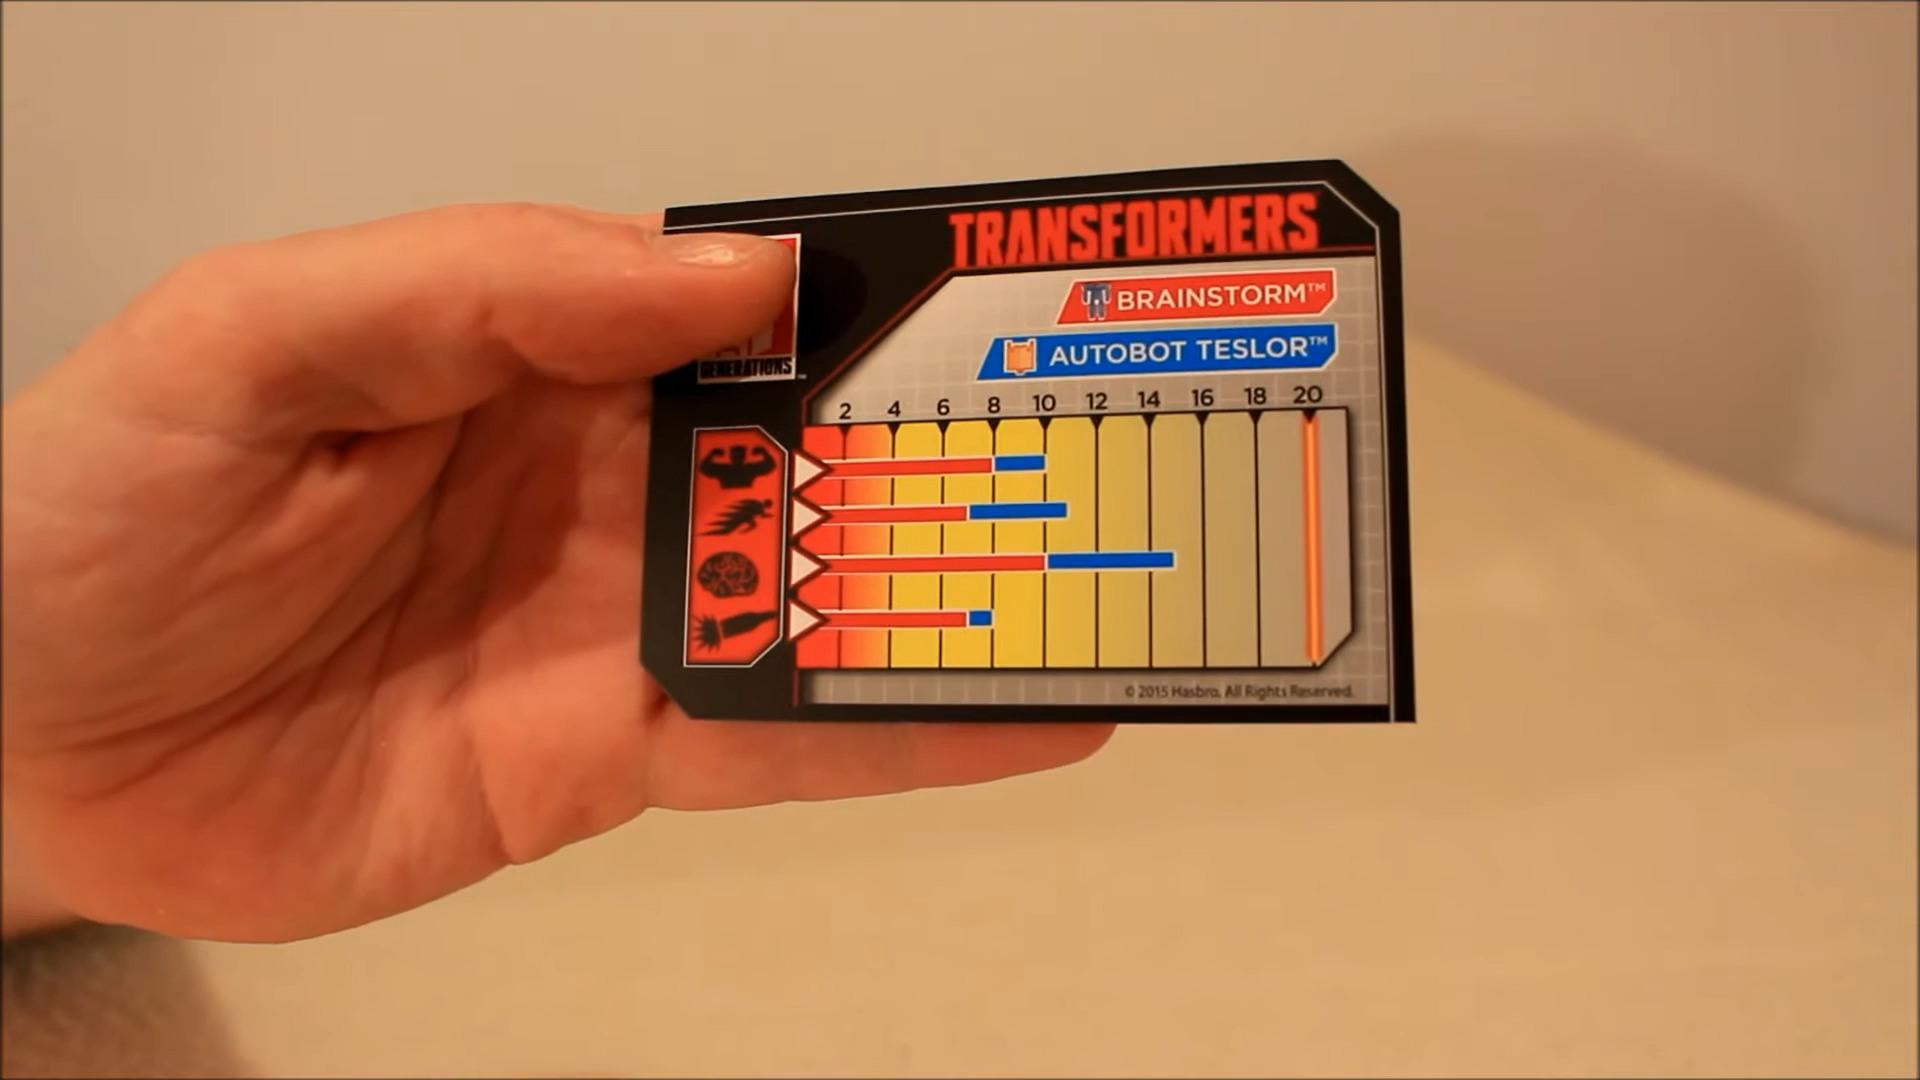 TRANSFORMERS
BRAINSTORM™
AUTOBOT TESLOR™
GENERATIONS™
2 4 6 8 10 12 14 16 18 20
© 2015 Hasbro, All Rights Reserved.